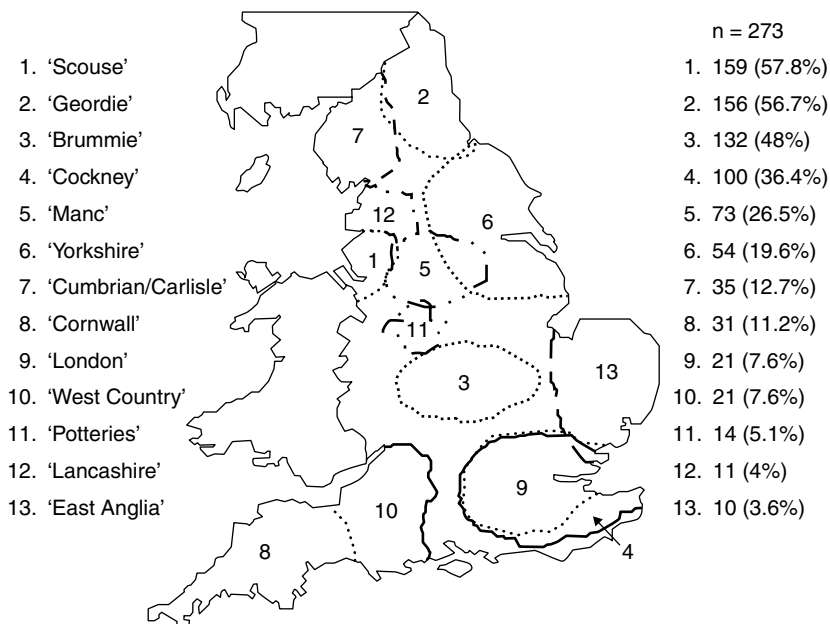 n = 273
1. ‘Scouse’
2. ‘Geordie’
3. ‘Brummie’
4. ‘Cockney’
5. ‘Manc’
6. ‘Yorkshire’
7. ‘Cumbrian/Carlisle’
8. ‘Cornwall’
9. ‘London’
10. ‘West Country’
11. ‘Potteries’
12. ‘Lancashire’
13. ‘East Anglia’
2
7
12
6
1
5
11
3
13
9
10
8
4
1. 159 (57.8%)
2. 156 (56.7%)
3. 132 (48%)
4. 100 (36.4%)
5. 73 (26.5%)
6. 54 (19.6%)
7. 35 (12.7%)
8. 31 (11.2%)
9. 21 (7.6%)
10. 21 (7.6%)
11. 14 (5.1%)
12. 11 (4%)
13. 10 (3.6%)